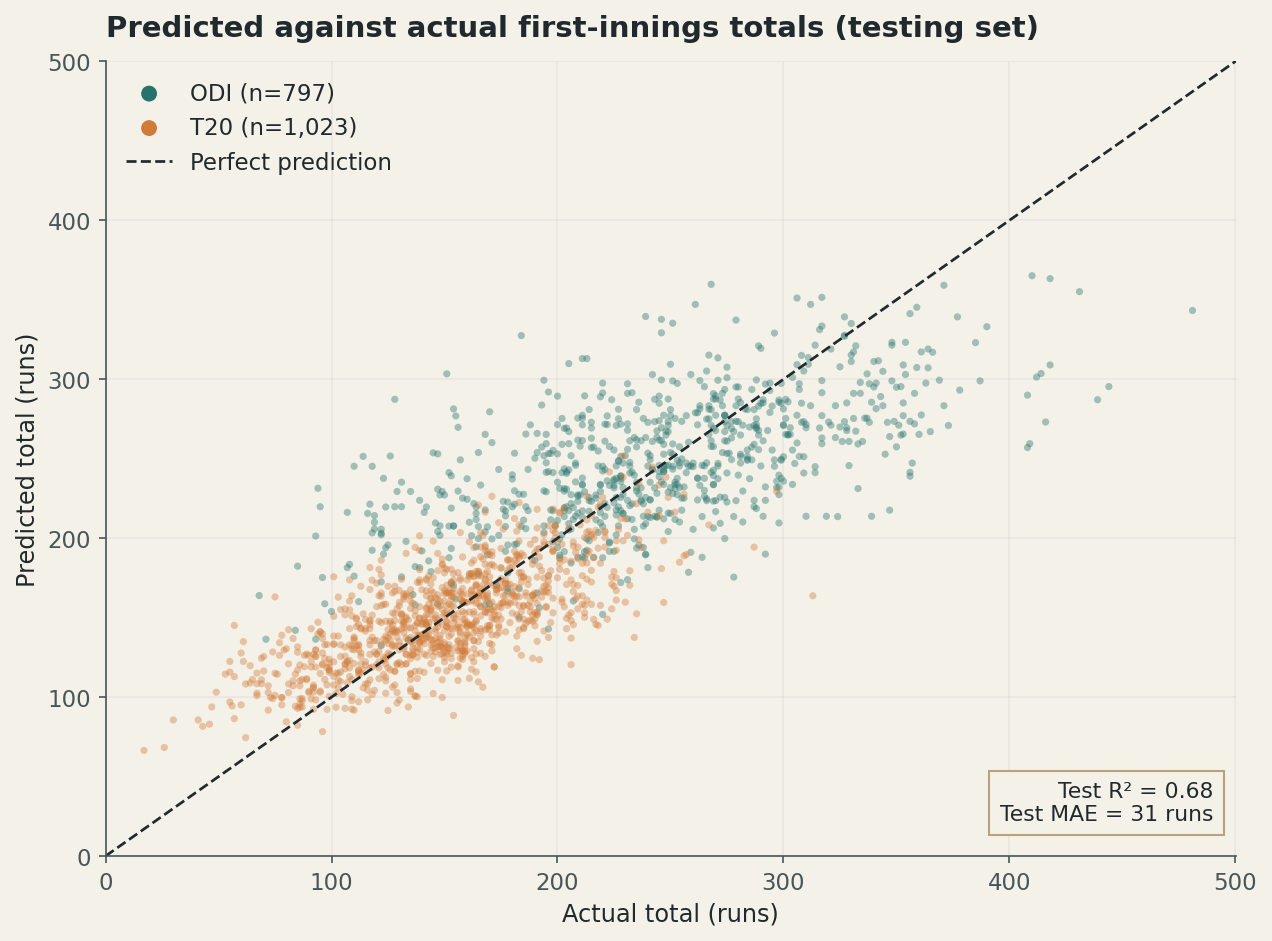 Predicted against actual first-innings totals (testing set)
ODI (n=797)
T20 (n=1,023)
Perfect prediction
Predicted total (runs)
500
400
300
200
100
0
Test R² = 0.68
Test MAE = 31 runs
0 100 200 300 400 500
Actual total (runs)